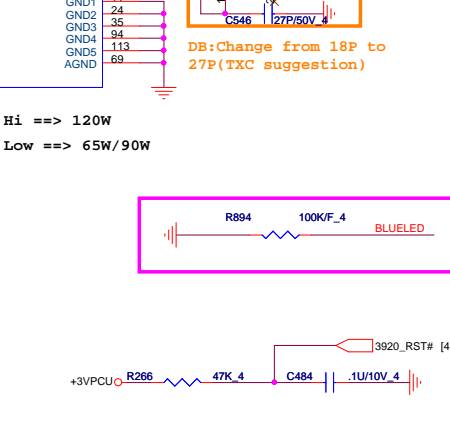 GND1
GND2 24
GND3 35
GND4 94
GND5 113
AGND 69
C546 27P/50V_4
DB:Change from 18P to
27P(TXC suggestion)
Hi ==> 120W
Low ==> 65W/90W
R894 100K/F_4
BLUELED
3920_RST# [4
+3VPCU R266 47K_4 C484 .1U/10V_4